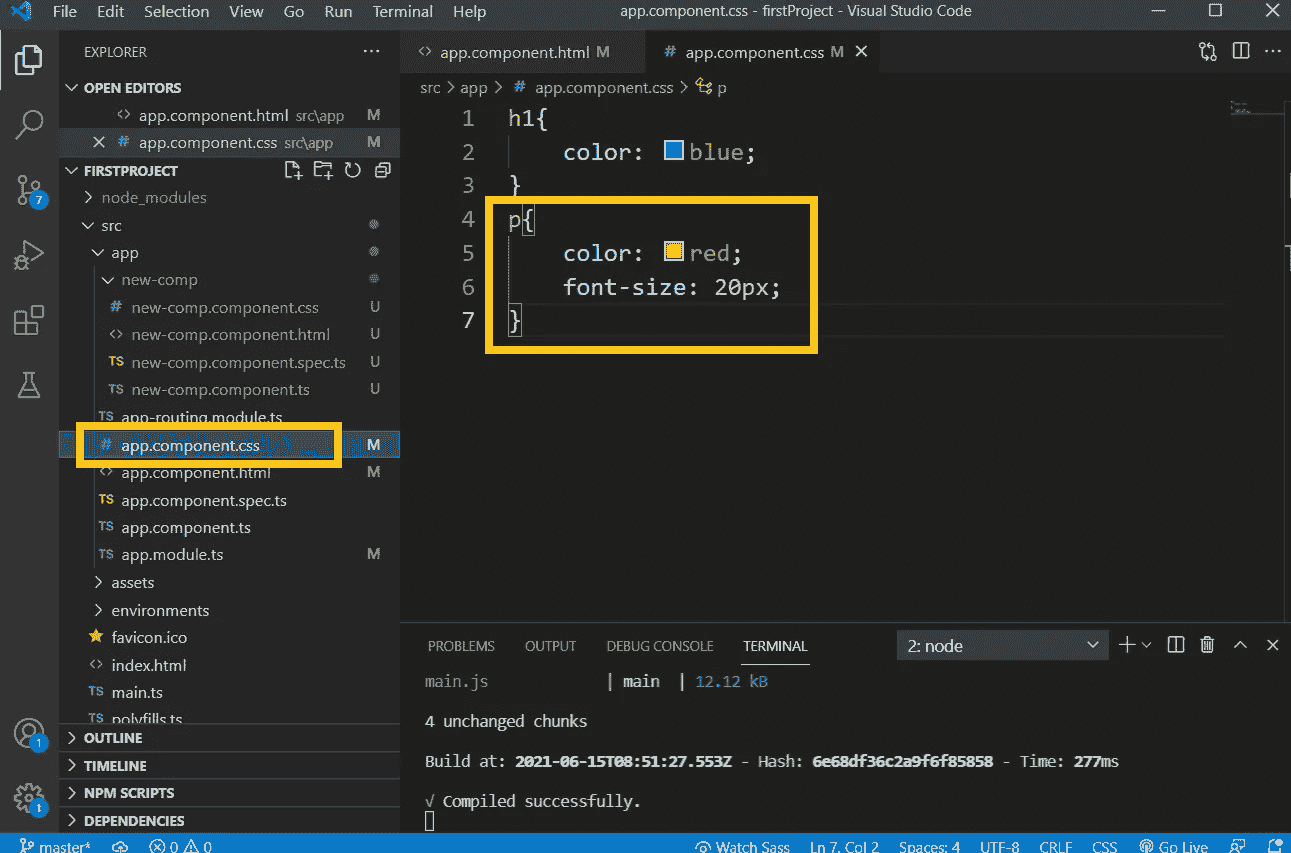 File Edit Selection View Go Run Terminal Help app.component.css - firstProject - Visual Studio Code
EXPLORER
OPEN EDITORS
app.component.html src\app M
app.component.css src\app M
FIRSTPROJECT
node_modules
src
app
new-comp
new-comp.component.css U
new-comp.component.html U
new-comp.component.spec.ts U
TS new-comp.component.ts U
TS app-routing.module.ts
# app.component.css M
app.component.html M
TS app.component.spec.ts
TS app.component.ts
TS app.module.ts M
assets
environments
favicon.ico
index.html
TS main.ts
TS polyfills.ts
OUTLINE
TIMELINE
NPM SCRIPTS
DEPENDENCIES
7
1
1
<> app.component.html M # app.component.css M
src > app > # app.component.css > p
1 h1{
2 color: blue;
3 }
4 p{
5 color: red;
6 font-size: 20px;
7 }
PROBLEMS OUTPUT DEBUG CONSOLE TERMINAL 2: node
main.js | main | 12.12 kB
4 unchanged chunks
Build at: 2021-06-15T08:51:27.553Z - Hash: 6e68df36c2a9f6f85858 - Time: 277ms
√ Compiled successfully.
master* 0 0 Watch Sass Ln 7, Col 2 Spaces: 4 UTF-8 CRLF CSS Go Live